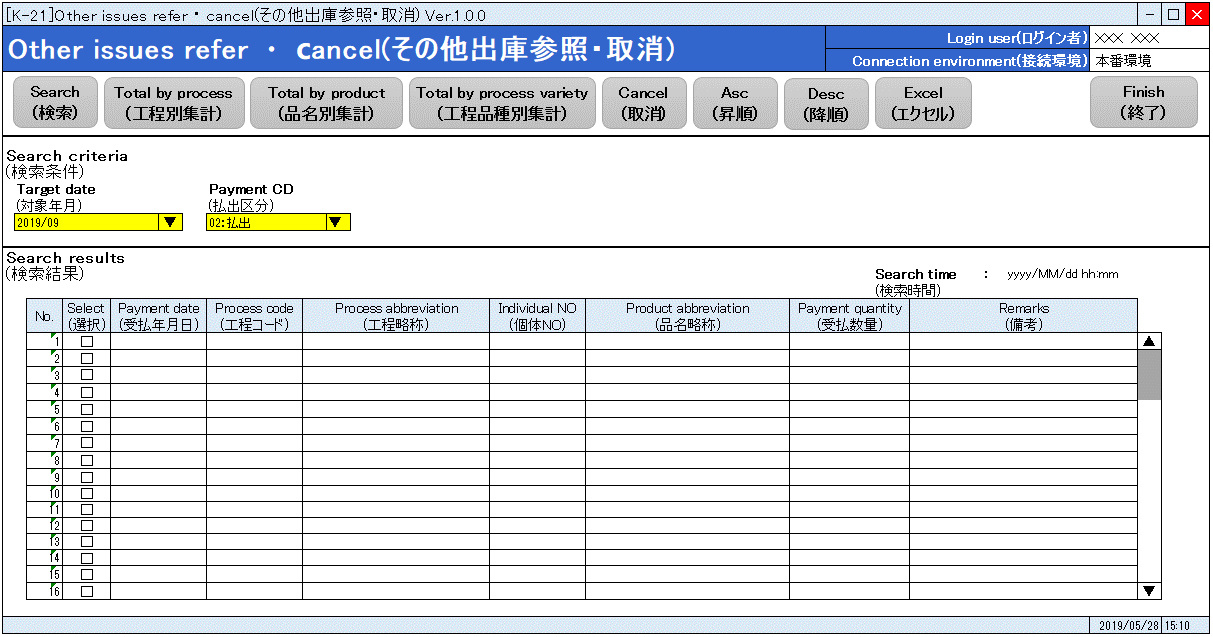 [K-21]Other issues refer・cancel(その他出庫参照・取消) Ver.1.0.0
Other issues refer ・ cancel(その他出庫参照・取消)
Login user(ログイン者) ××× ×××
Connection environment(接続環境) 本番環境
Search
(検索)
Total by process
(工程別集計)
Total by product
(品名別集計)
Total by process variety
(工程品種別集計)
Cancel
(取消)
Asc
(昇順)
Desc
(降順)
Excel
(エクセル)
Finish
(終了)
Search criteria
(検索条件)
Target date
(対象年月)
2019/09 ▼
Payment CD
(払出区分)
02:払出 ▼
Search results
(検索結果)
Search time : yyyy/MM/dd hh:mm
(検索時間)
No.
Select
(選択)
Payment date
(受払年月日)
Process code
(工程コード)
Process abbreviation
(工程略称)
Individual NO
(個体NO)
Product abbreviation
(品名略称)
Payment quantity
(受払数量)
Remarks
(備考)
1
2
3
4
5
6
7
8
9
10
11
12
13
14
15
16
2019/05/28 15:10